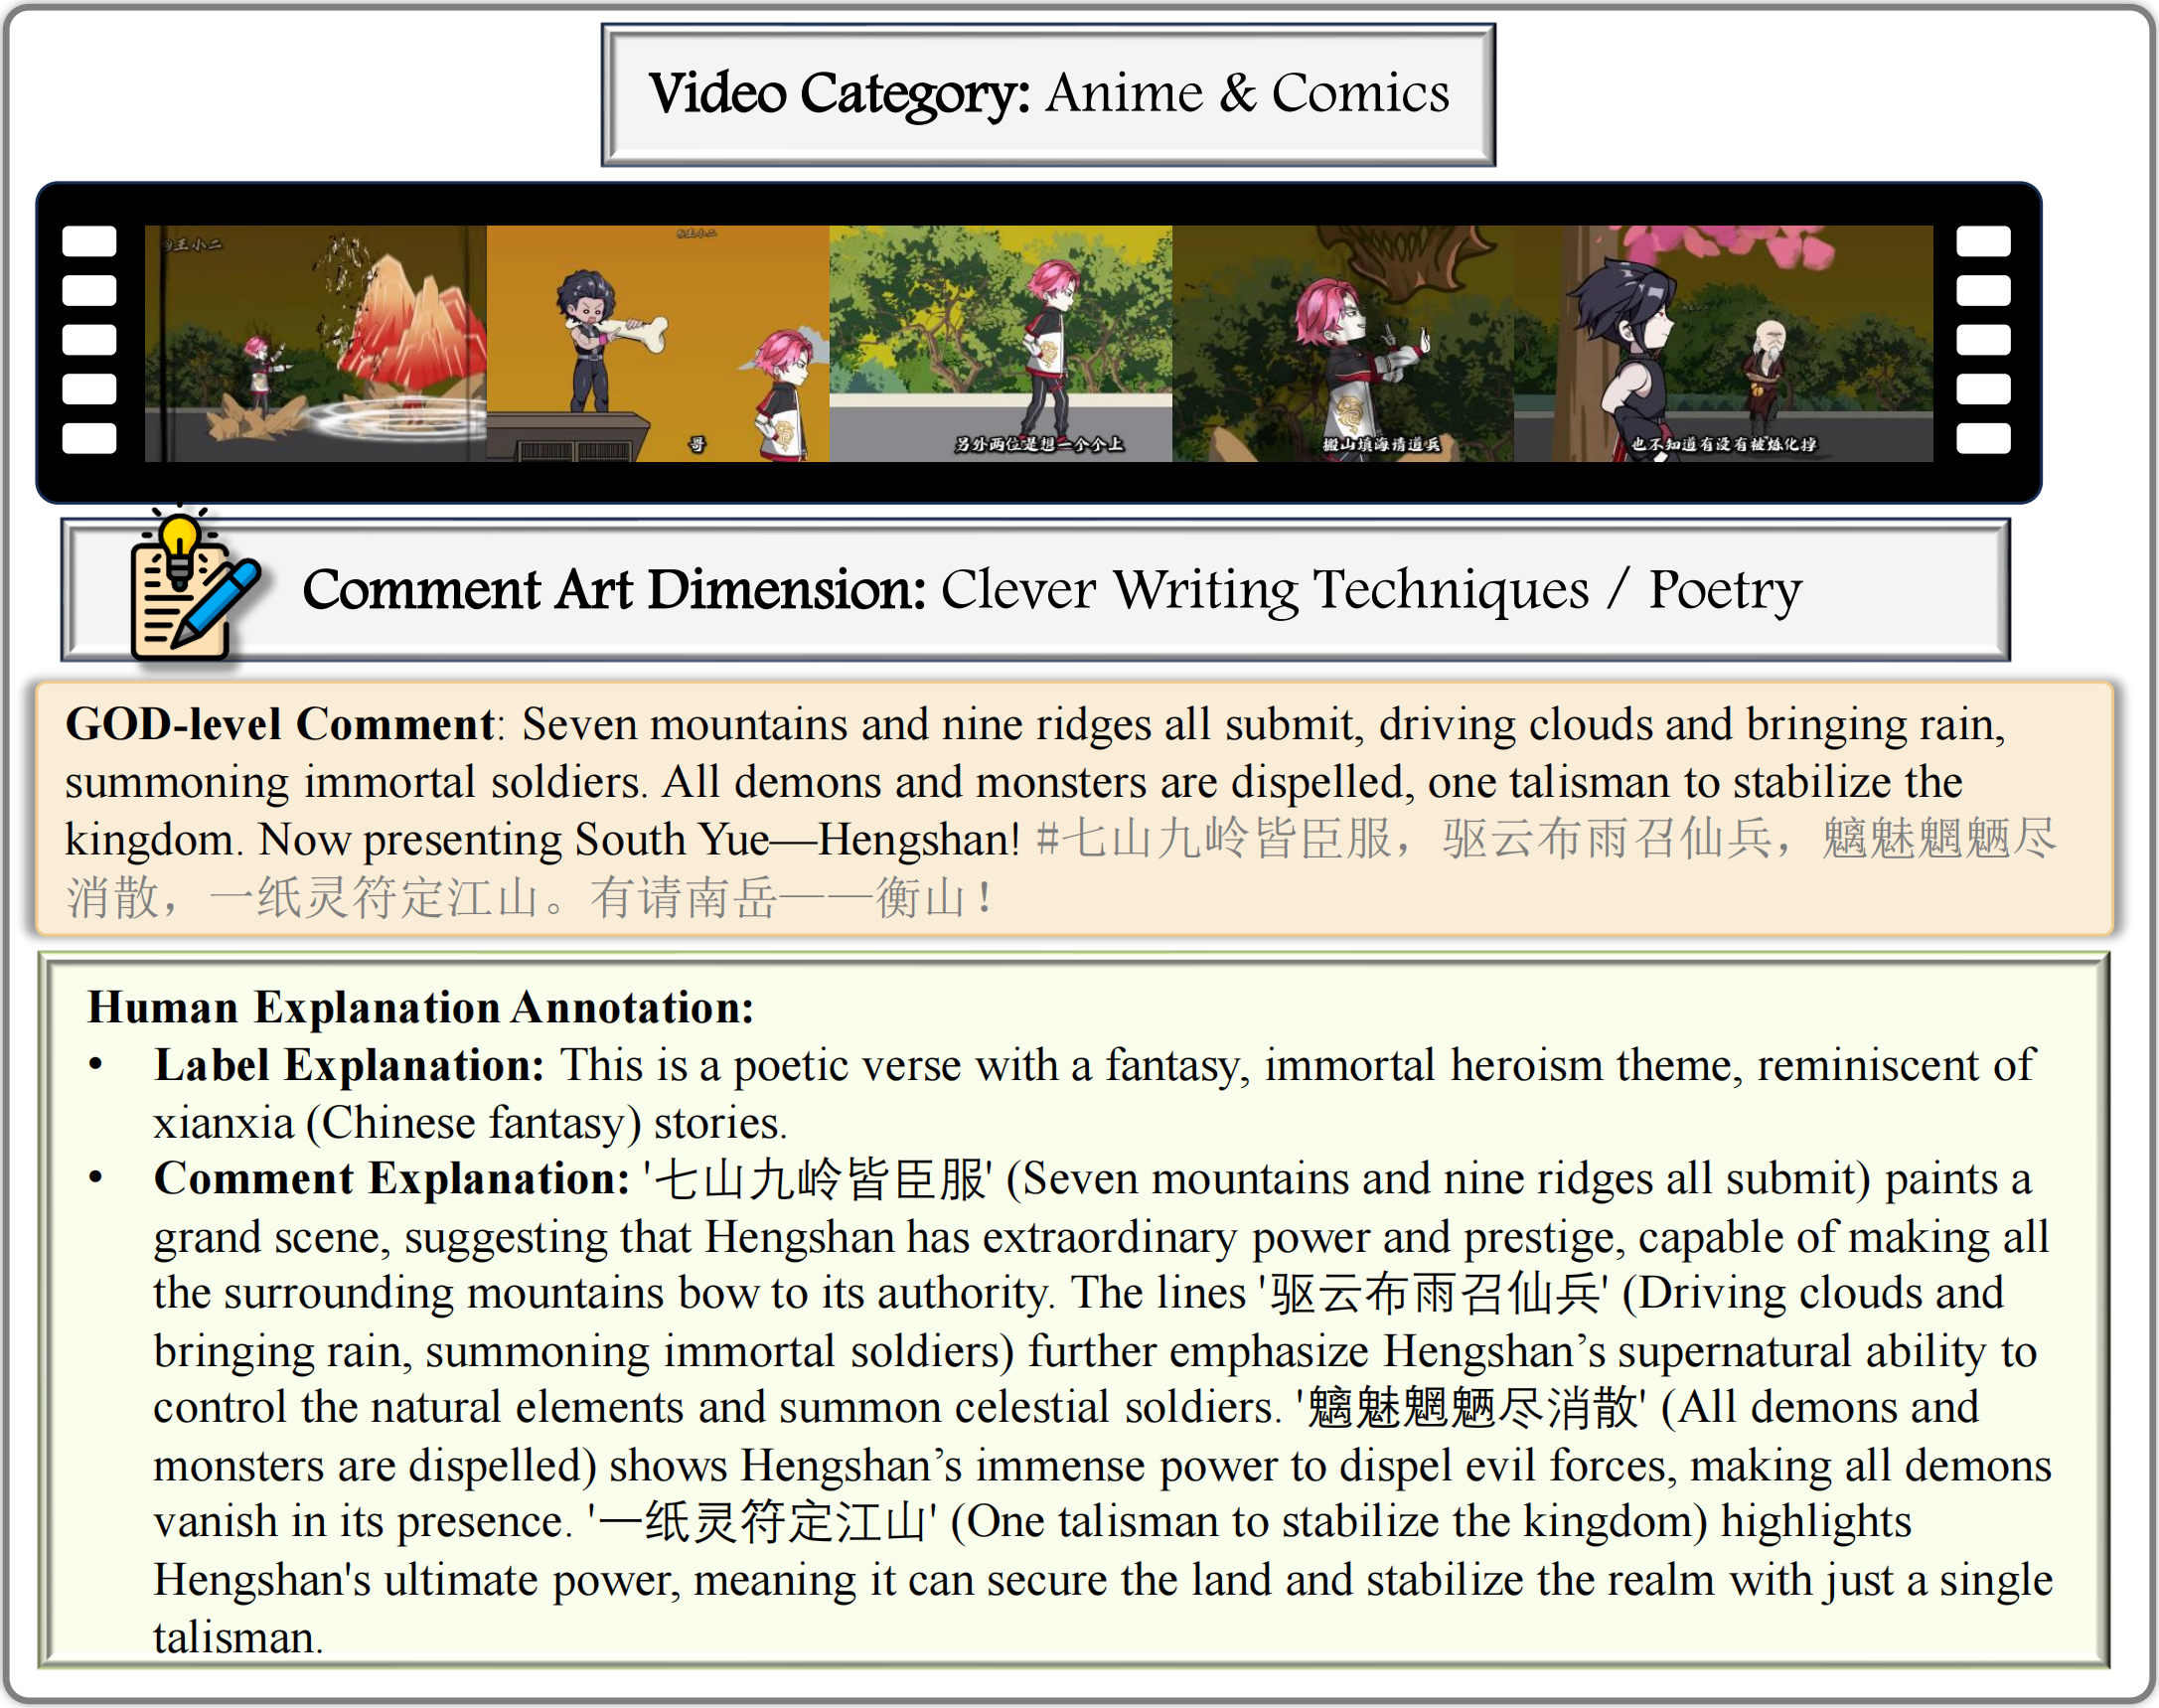 Video Category: Anime & Comics
@王小二
@王小二
哥
另外两位是想一个个上
搬山填海请道兵
也不知道有没有被炼化掉
Comment Art Dimension: Clever Writing Techniques / Poetry
GOD-level Comment: Seven mountains and nine ridges all submit, driving clouds and bringing rain,
summoning immortal soldiers. All demons and monsters are dispelled, one talisman to stabilize the
kingdom. Now presenting South Yue—Hengshan! #七山九岭皆臣服，驱云布雨召仙兵，魑魅魍魉尽
消散，一纸灵符定江山。有请南岳——衡山！
Human Explanation Annotation:
• Label Explanation: This is a poetic verse with a fantasy, immortal heroism theme, reminiscent of
xianxia (Chinese fantasy) stories.
• Comment Explanation: '七山九岭皆臣服' (Seven mountains and nine ridges all submit) paints a
grand scene, suggesting that Hengshan has extraordinary power and prestige, capable of making all
the surrounding mountains bow to its authority. The lines '驱云布雨召仙兵' (Driving clouds and
bringing rain, summoning immortal soldiers) further emphasize Hengshan’s supernatural ability to
control the natural elements and summon celestial soldiers. '魑魅魍魉尽消散' (All demons and
monsters are dispelled) shows Hengshan’s immense power to dispel evil forces, making all demons
vanish in its presence. '一纸灵符定江山' (One talisman to stabilize the kingdom) highlights
Hengshan's ultimate power, meaning it can secure the land and stabilize the realm with just a single
talisman.